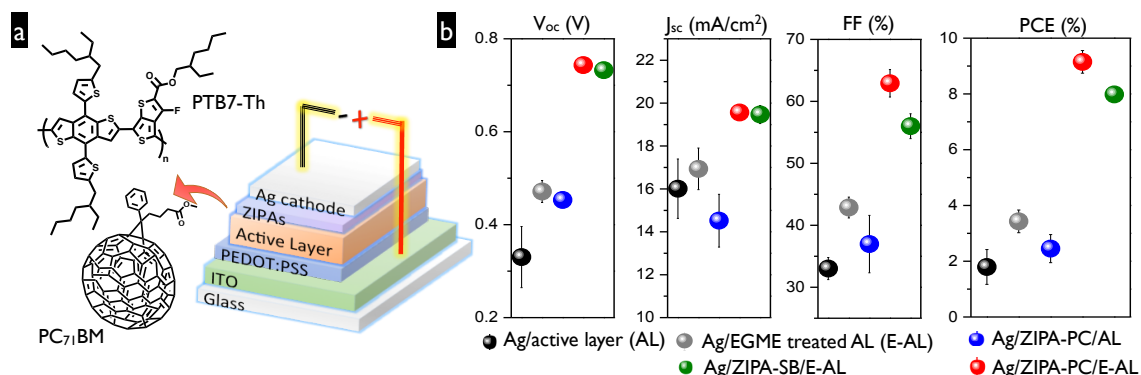 a
PTB7-Th
O
O
F
S
S
S
S
S
S
n
O
O
PC71BM
Ag cathode
ZIPAs
Active Layer
PEDOT:PSS
ITO
Glass
- +
b
Voc (V)
0.8
0.6
0.4
0.2
Jsc (mA/cm²)
24
22
20
18
16
14
12
10
FF (%)
70
60
50
40
30
PCE (%)
10
8
6
4
2
0
Ag/active layer (AL)
Ag/EGME treated AL (E-AL)
Ag/ZIPA-PC/AL
Ag/ZIPA-SB/E-AL
Ag/ZIPA-PC/E-AL